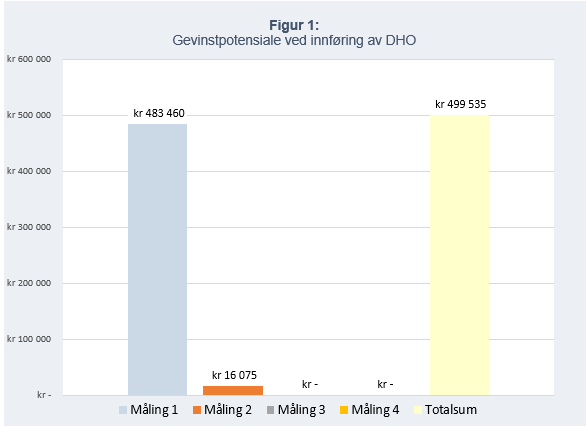 Figur 1:
Gevinstpotensiale ved innføring av DHO
kr 600 000
kr 500 000
kr 400 000
kr 300 000
kr 200 000
kr 100 000
kr -
kr 483 460
kr 16 075
kr -
kr -
kr 499 535
Måling 1 Måling 2 Måling 3 Måling 4 Totalsum